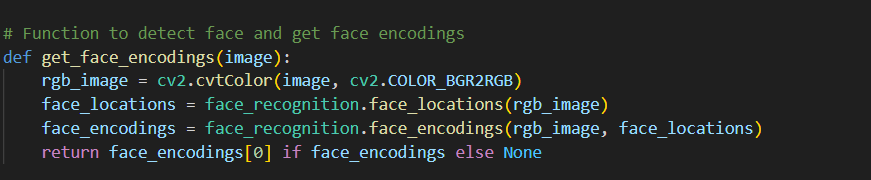 # Function to detect face and get face encodings
def get_face_encodings(image):
    rgb_image = cv2.cvtColor(image, cv2.COLOR_BGR2RGB)
    face_locations = face_recognition.face_locations(rgb_image)
    face_encodings = face_recognition.face_encodings(rgb_image, face_locations)
    return face_encodings[0] if face_encodings else None